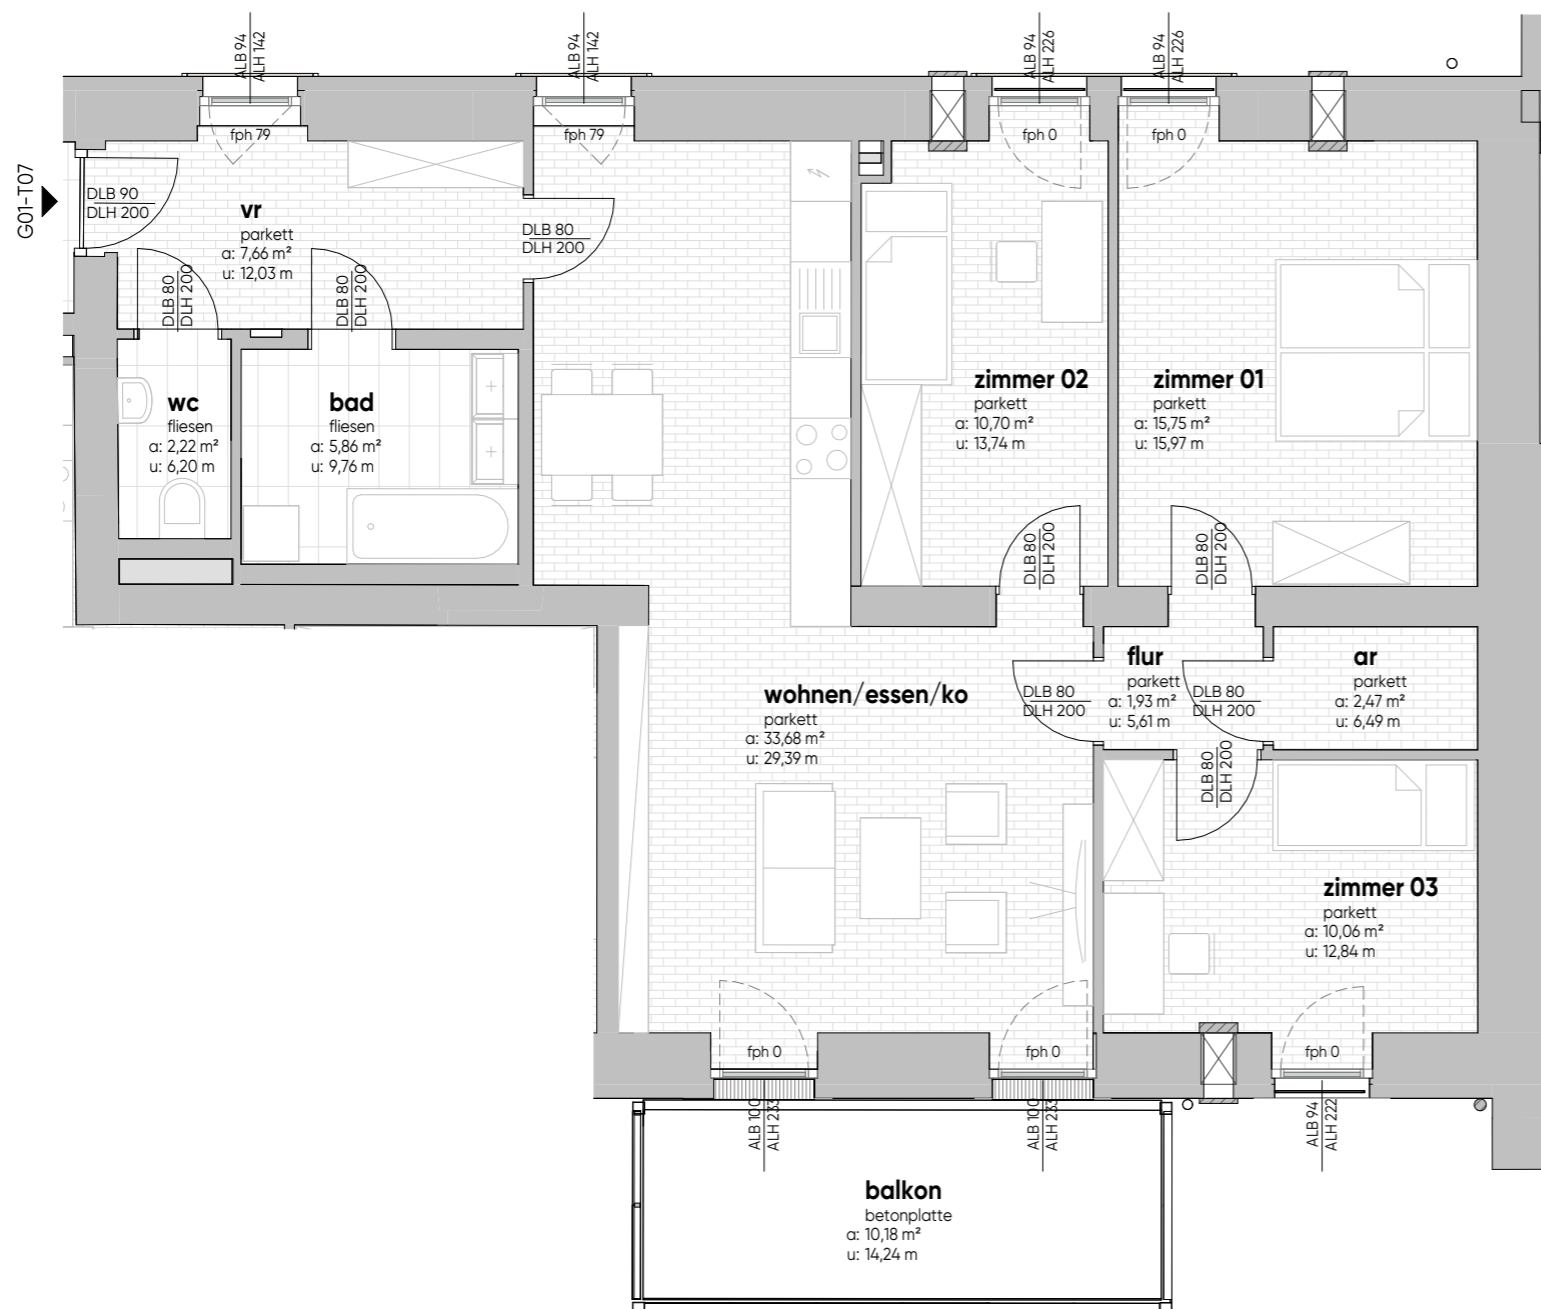 ALB 94
ALH 142
ALB 94
ALH 142
ALB 94
ALH 226
ALB 94
ALH 226
fph 79
fph 79
fph 0
fph 0
G01-T07
DLB 90
DLH 200
vr
parkett
a: 7,66 m²
u: 12,03 m
DLB 80
DLH 200
DLB 80
DLH 200
DLB 80
DLH 200
wc
fliesen
a: 2,22 m²
u: 6,20 m
bad
fliesen
a: 5,86 m²
u: 9,76 m
zimmer 02
parkett
a: 10,70 m²
u: 13,74 m
zimmer 01
parkett
a: 15,75 m²
u: 15,97 m
DLB 80
DLH 200
DLB 80
DLH 200
wohnen/essen/ko
parkett
a: 33,68 m²
u: 29,39 m
DLB 80
DLH 200
flur
parkett
a: 1,93 m²
u: 5,61 m
DLB 80
DLH 200
ar
parkett
a: 2,47 m²
u: 6,49 m
DLB 80
DLH 200
zimmer 03
parkett
a: 10,06 m²
u: 12,84 m
fph 0
fph 0
fph 0
ALB 100
ALH 233
ALB 100
ALH 233
ALB 94
ALH 222
balkon
betonplatte
a: 10,18 m²
u: 14,24 m